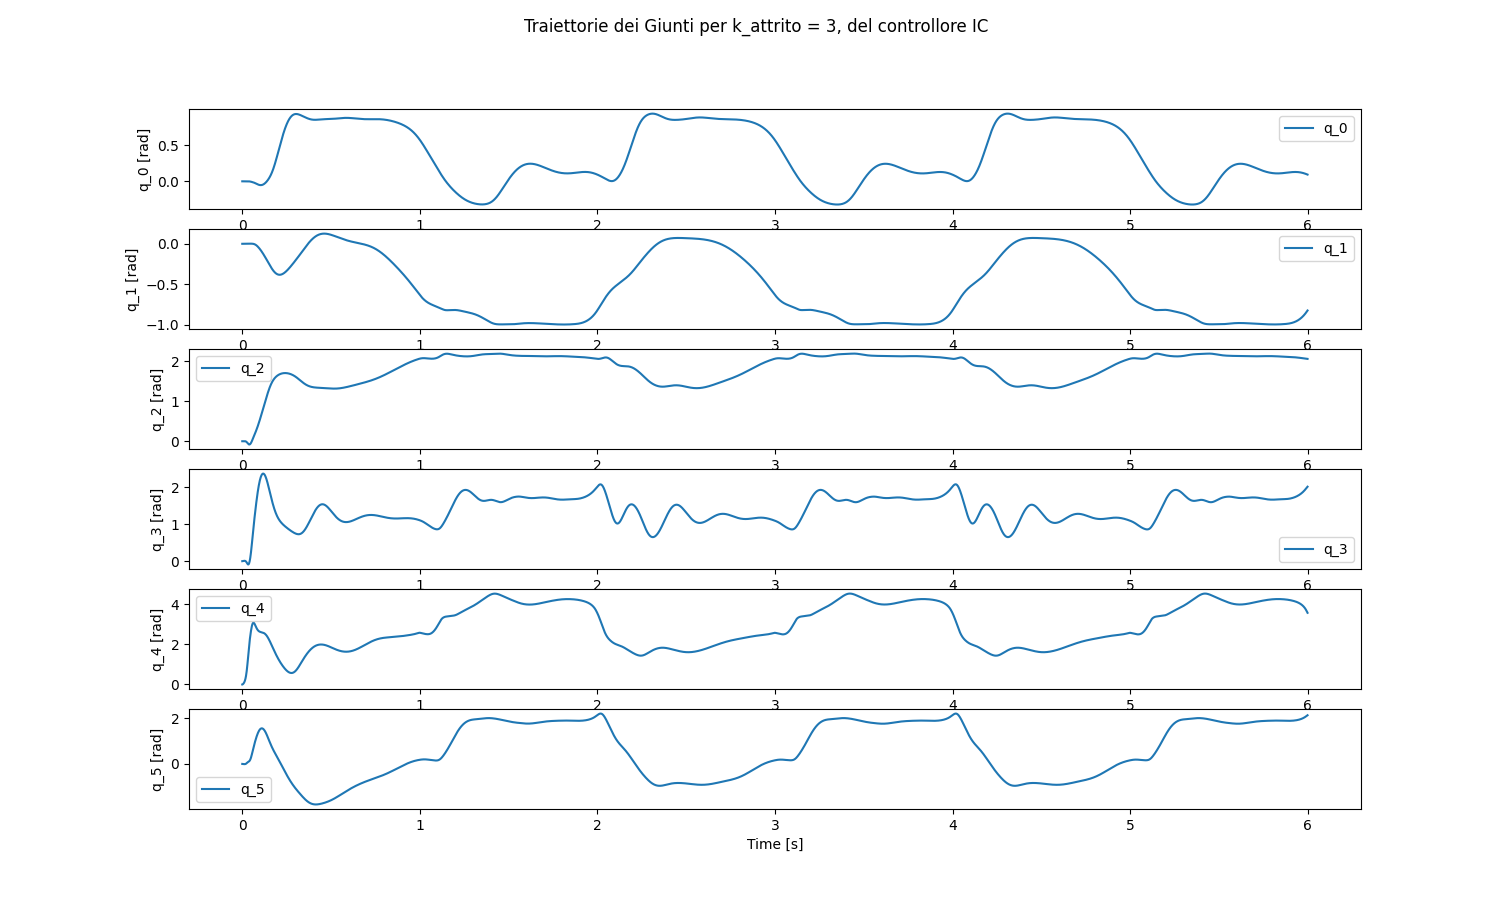 Traiettorie dei Giunti per k_attrito = 3, del controllore IC
q_0 [rad]
0.5
0.0
q_0
0 1 2 3 4 5 6
q_1 [rad]
0.0
−0.5
−1.0
q_1
0 1 2 3 4 5 6
q_2 [rad]
2
1
0
q_2
0 1 2 3 4 5 6
q_3 [rad]
2
1
0
q_3
0 1 2 3 4 5 6
q_4 [rad]
4
2
0
q_4
0 1 2 3 4 5 6
q_5 [rad]
2
0
q_5
0 1 2 3 4 5 6
Time [s]